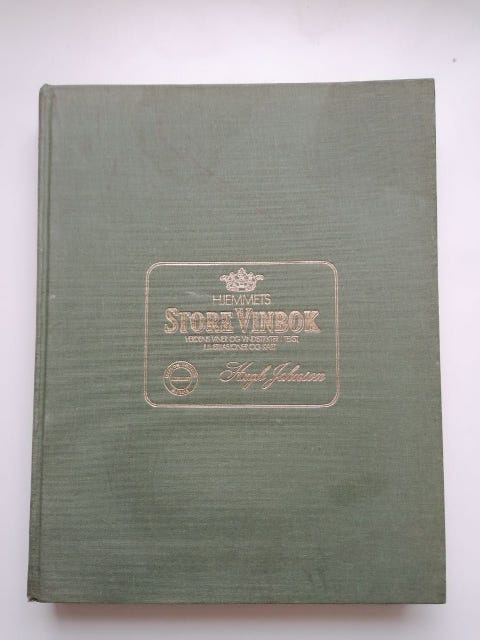 HJEMMETS
STORE VINBOK
VERDENS VINER OG VINDISTRIKTER I TEKST,
ILLUSTRASJONER OG KART
Hugh Johnson